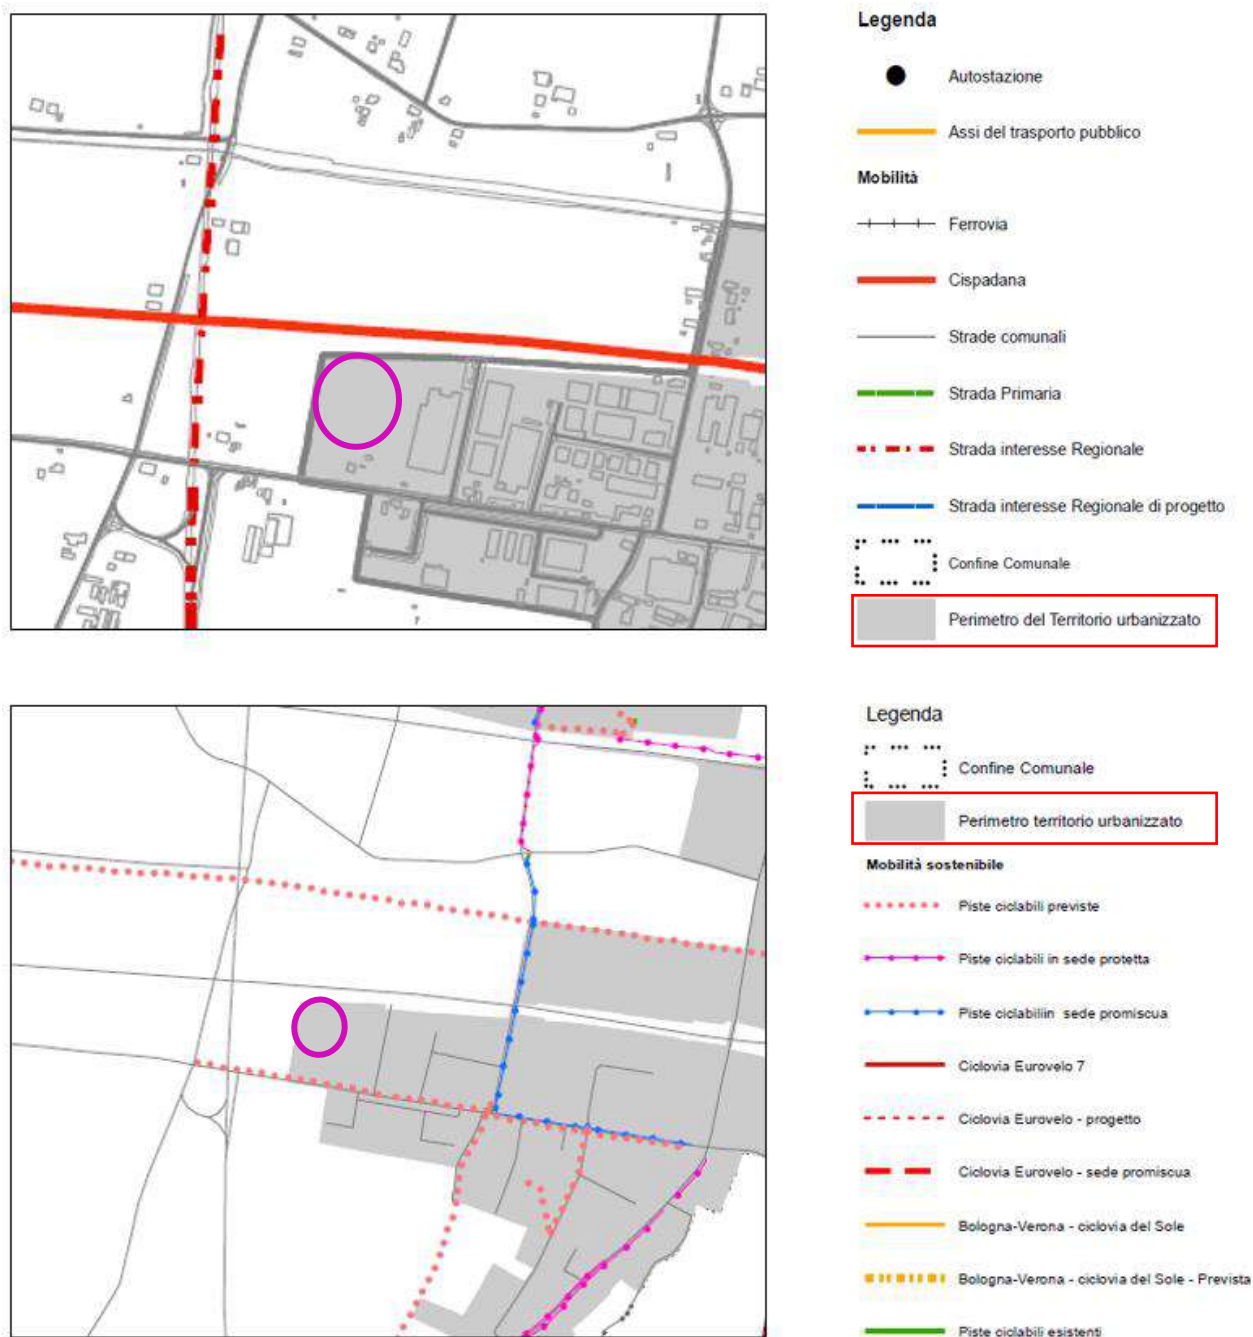 Legenda
Autostazione
Assi del trasporto pubblico
Mobilità
Ferrovia
Cispadana
Strade comunali
Strada Primaria
Strada interesse Regionale
Strada interesse Regionale di progetto
Confine Comunale
Perimetro del Territorio urbanizzato
Legenda
Confine Comunale
Perimetro territorio urbanizzato
Mobilità sostenibile
Piste ciclabili previste
Piste ciclabili in sede protetta
Piste ciclabiliin sede promiscua
Ciclovia Eurovelo 7
Ciclovia Eurovelo - progetto
Ciclovia Eurovelo - sede promiscua
Bologna-Verona - ciclovia del Sole
Bologna-Verona - ciclovia del Sole - Prevista
Piste ciclabili esistenti